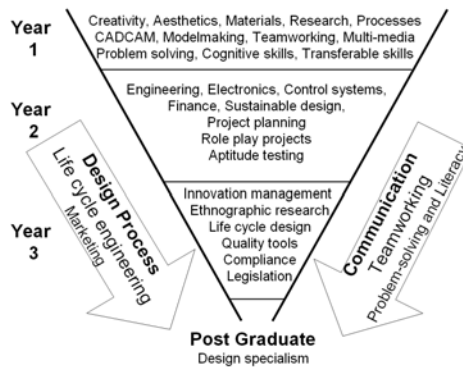 Year
1
Creativity, Aesthetics, Materials, Research, Processes
CADCAM, Modelmaking, Teamworking, Multi-media
Problem solving, Cognitive skills, Transferable skills
Year
2
Engineering, Electronics, Control systems,
Finance, Sustainable design,
Project planning
Role play projects
Aptitude testing
Design Process
Life cycle engineering
Marketing
Communication
Teamworking
Problem-solving and Literacy
Year
3
Innovation management
Ethnographic research
Life cycle design
Quality tools
Compliance
Legislation
Post Graduate
Design specialism